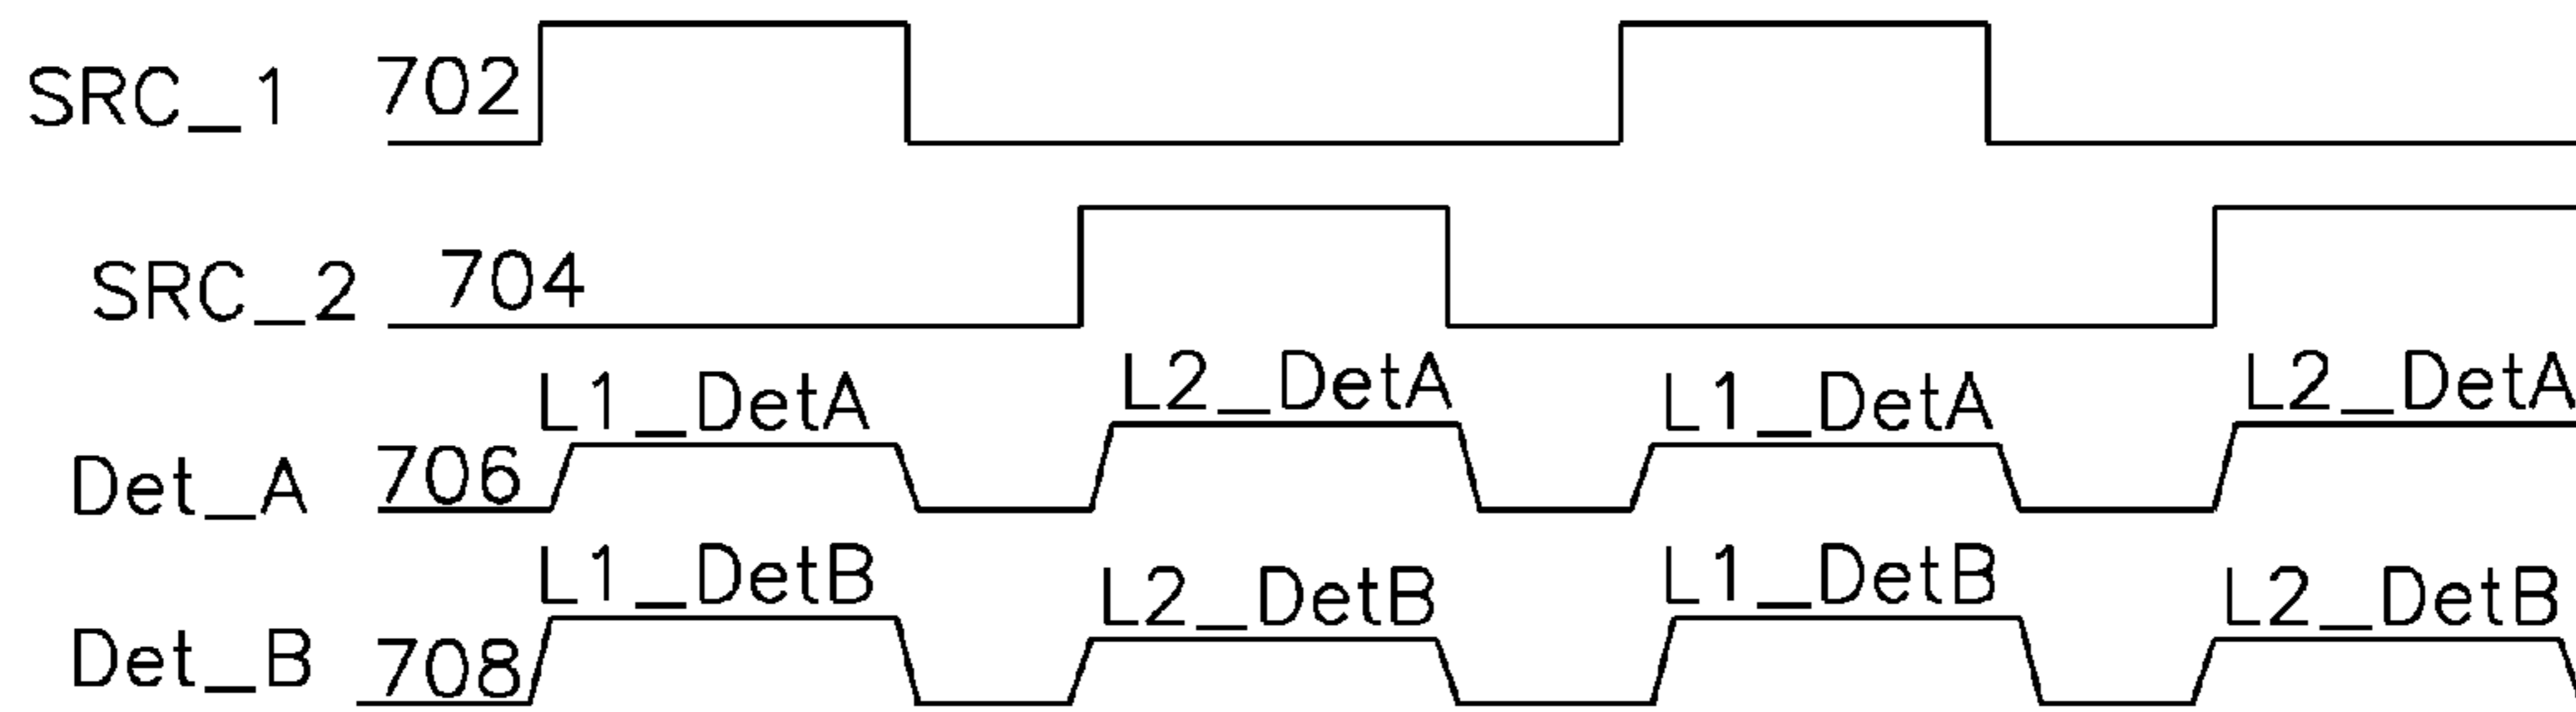 SRC_1 702
SRC_2 704
L1_DetA L2_DetA L1_DetA L2_DetA
Det_A 706
L1_DetB L2_DetB L1_DetB L2_DetB
Det_B 708